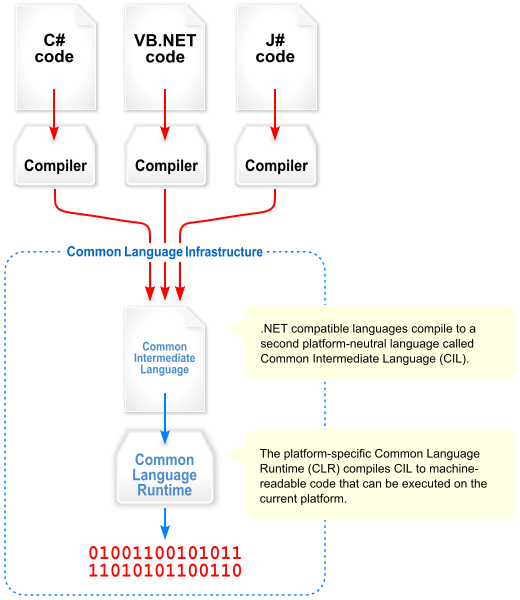 C#
code
VB.NET
code
J#
code
Compiler
Compiler
Compiler
Common Language Infrastructure
Common
Intermediate
Language
.NET compatible languages compile to a
second platform-neutral language called
Common Intermediate Language (CIL).
Common
Language
Runtime
The platform-specific Common Language
Runtime (CLR) compiles CIL to machine-
readable code that can be executed on the
current platform.
01001100101011
11010101100110